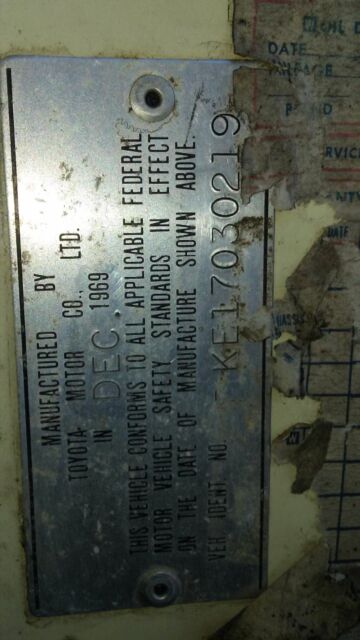 MANUFACTURED BY
TOYOTA MOTOR CO., LTD.
IN DEC. 1969
THIS VEHICLE CONFORMS TO ALL APPLICABLE FEDERAL
MOTOR VEHICLE SAFETY STANDARDS IN EFFECT
ON THE DATE OF MANUFACTURE SHOWN ABOVE.
VEH. IDENT. NO. KE17030219
OIL
DATE
DATE